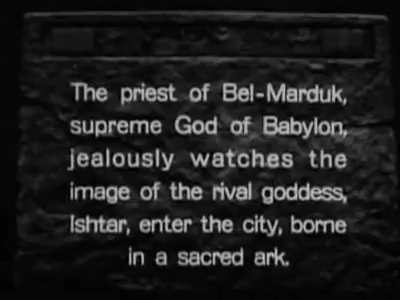 The priest of Bel-Marduk,
supreme God of Babylon,
jealously watches the
image of the rival goddess,
Ishtar, enter the city, borne
in a sacred ark.